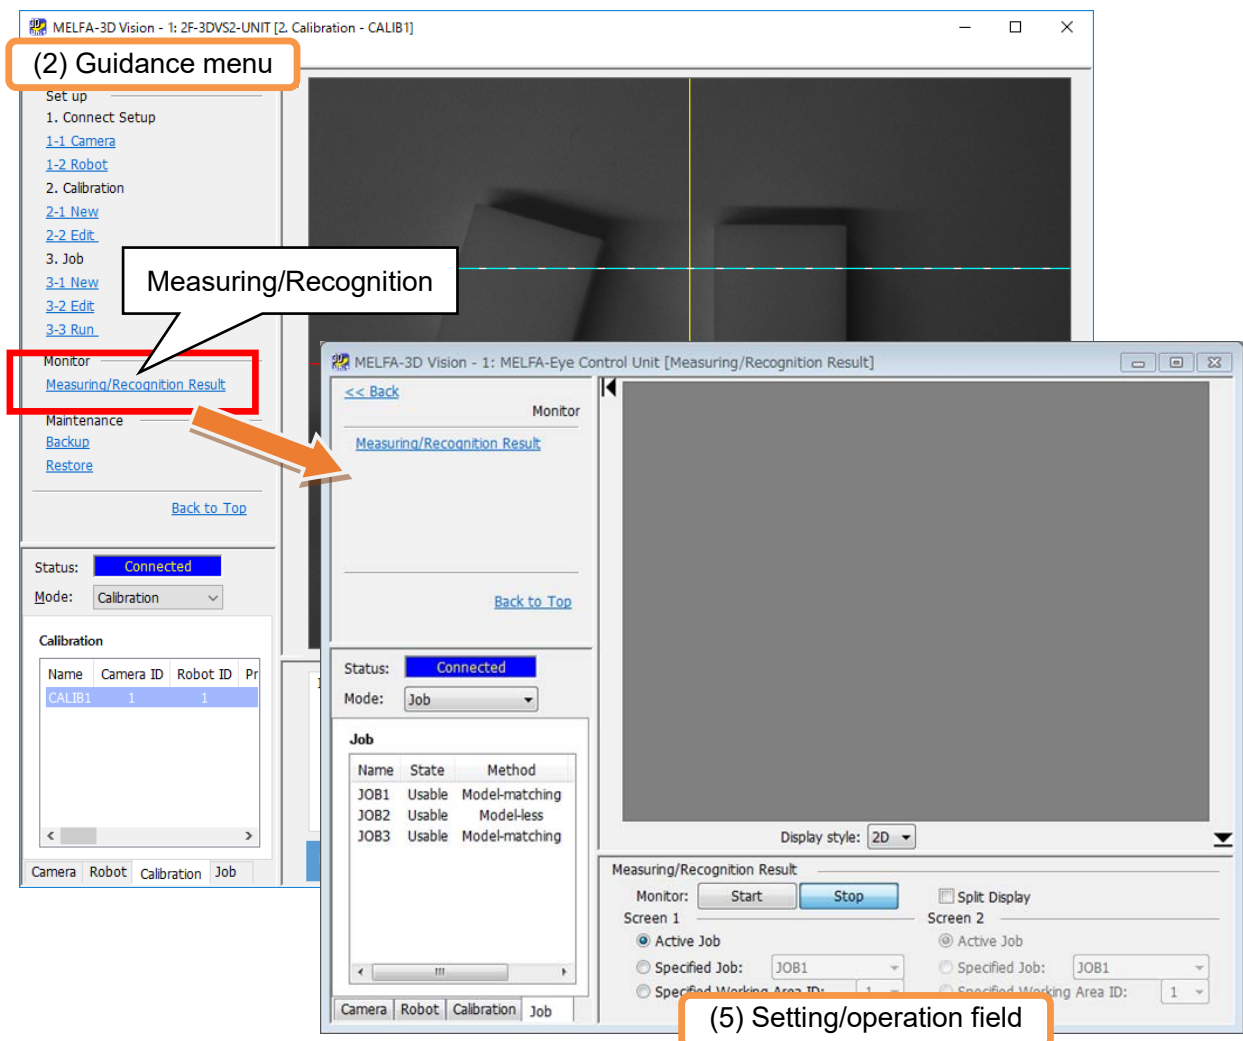 MELFA-3D Vision - 1: 2F-3DVS2-UNIT [2. Calibration - CALIB1]
(2) Guidance menu
Set up
1. Connect Setup
1-1 Camera
1-2 Robot
2. Calibration
2-1 New
2-2 Edit
3. Job
3-1 New
3-2 Edit
3-3 Run
Measuring/Recognition
Monitor
Measuring/Recognition Result
Maintenance
Backup
Restore
Back to Top
Status: Connected
Mode: Calibration
Calibration
Name Camera ID Robot ID Pr
CALIB1 1 1
Camera Robot Calibration Job
MELFA-3D Vision - 1: MELFA-Eye Control Unit [Measuring/Recognition Result]
<< Back
Monitor
Measuring/Recognition Result
Back to Top
Status: Connected
Mode: Job
Job
Name State Method
JOB1 Usable Model-matching
JOB2 Usable Model-less
JOB3 Usable Model-matching
Camera Robot Calibration Job
Display style: 2D
Measuring/Recognition Result
Monitor: Start Stop Split Display
Screen 1 Screen 2
Active Job Active Job
Specified Job: JOB1 Specified Job: JOB1
Specified Working Area ID: 1 Specified Working Area ID: 1
(5) Setting/operation field